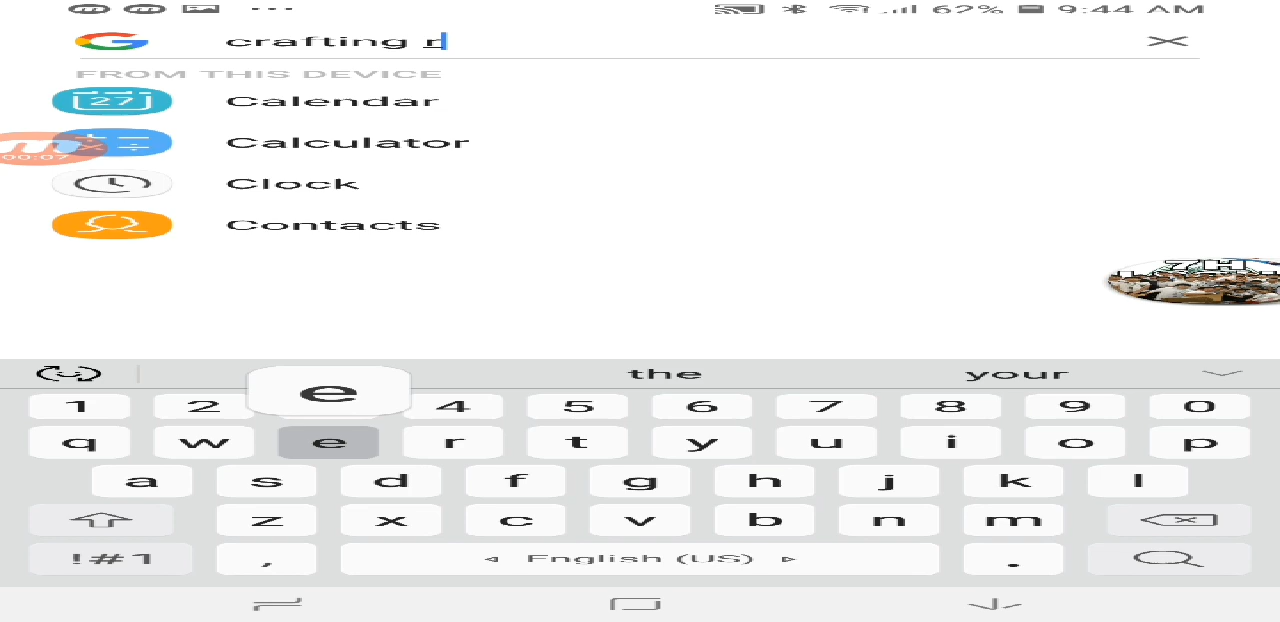 62% 9:44 AM
crafting r
FROM THIS DEVICE
27
Calendar
Calculator
00:07
Clock
Contacts
the your
e
1 2 4 5 6 7 8 9 0
q w e r t y u i o p
a s d f g h j k l
z x c v b n m
!#1 , English (US) .